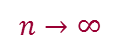 n → ∞